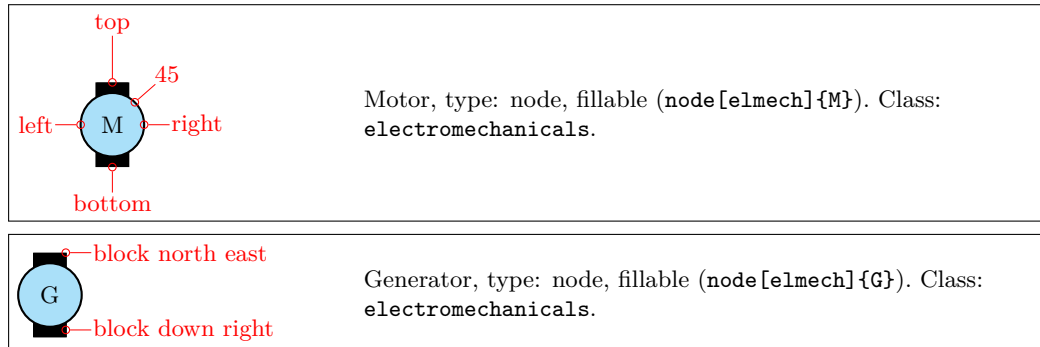 top
45
left
M
right
bottom
Motor, type: node, fillable (node[elmech]{M}). Class:
electromechanicals.
block north east
G
block down right
Generator, type: node, fillable (node[elmech]{G}). Class:
electromechanicals.